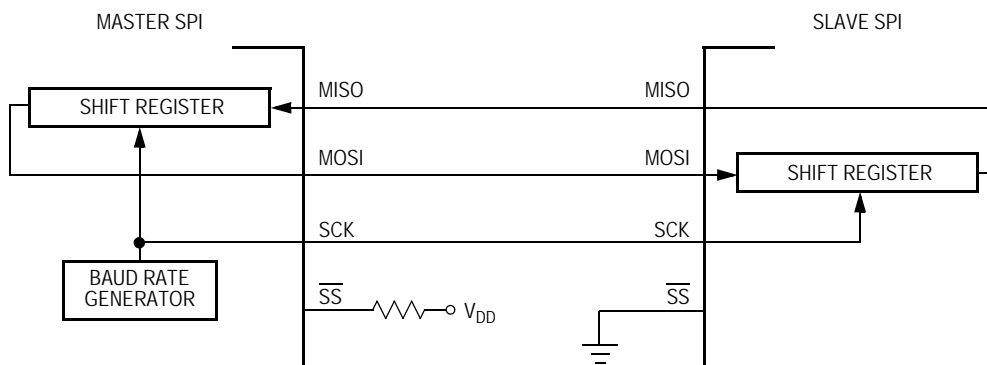 MASTER SPI
SLAVE SPI
MISO
MISO
SHIFT REGISTER
MOSI
MOSI
SHIFT REGISTER
SCK
SCK
BAUD RATE
GENERATOR
SS
VDD
SS